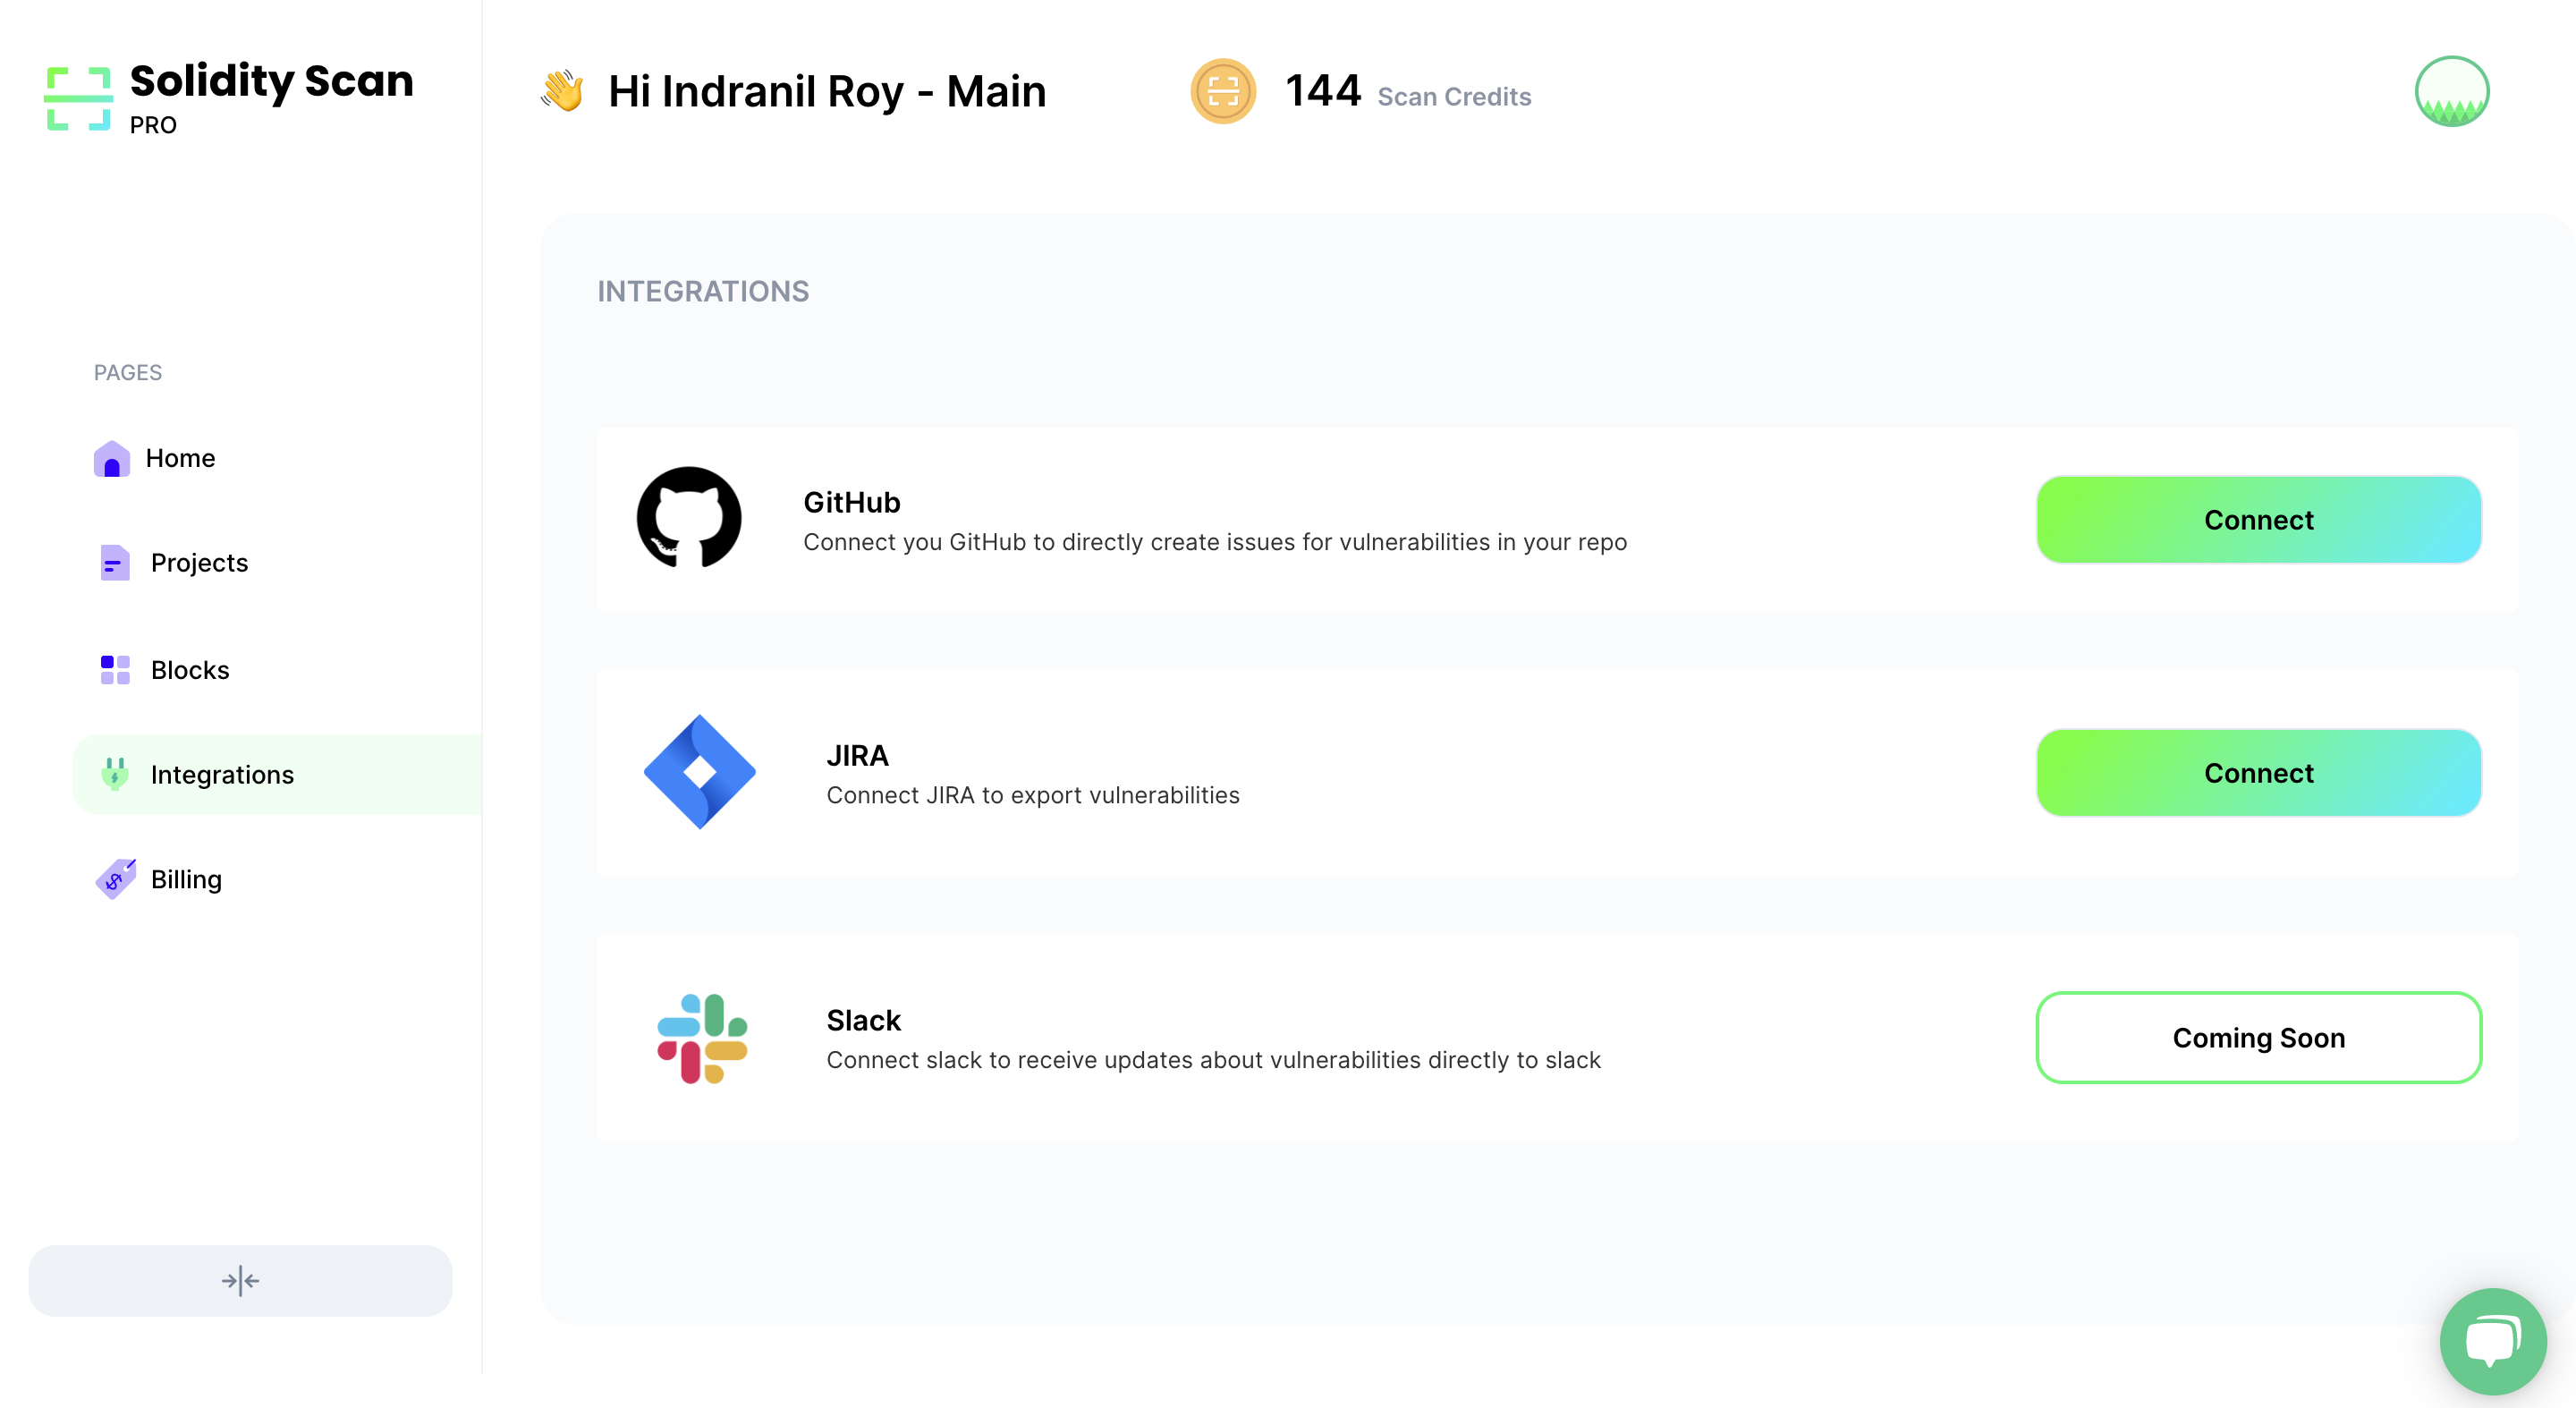 Solidity Scan
PRO
Hi Indranil Roy - Main
144 Scan Credits
PAGES
Home
Projects
Blocks
Integrations
Billing
INTEGRATIONS
GitHub
Connect you GitHub to directly create issues for vulnerabilities in your repo
Connect
JIRA
Connect JIRA to export vulnerabilities
Connect
Slack
Connect slack to receive updates about vulnerabilities directly to slack
Coming Soon